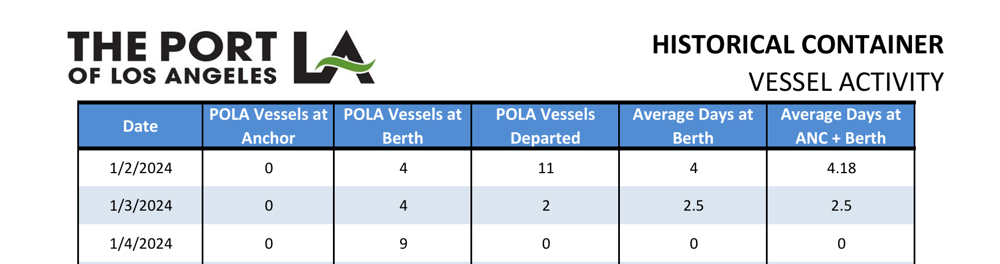 THE PORT LA
OF LOS ANGELES
HISTORICAL CONTAINER
VESSEL ACTIVITY
Date POLA Vessels at Anchor POLA Vessels at Berth POLA Vessels Departed Average Days at Berth Average Days at ANC + Berth
1/2/2024 0 4 11 4 4.18
1/3/2024 0 4 2 2.5 2.5
1/4/2024 0 9 0 0 0